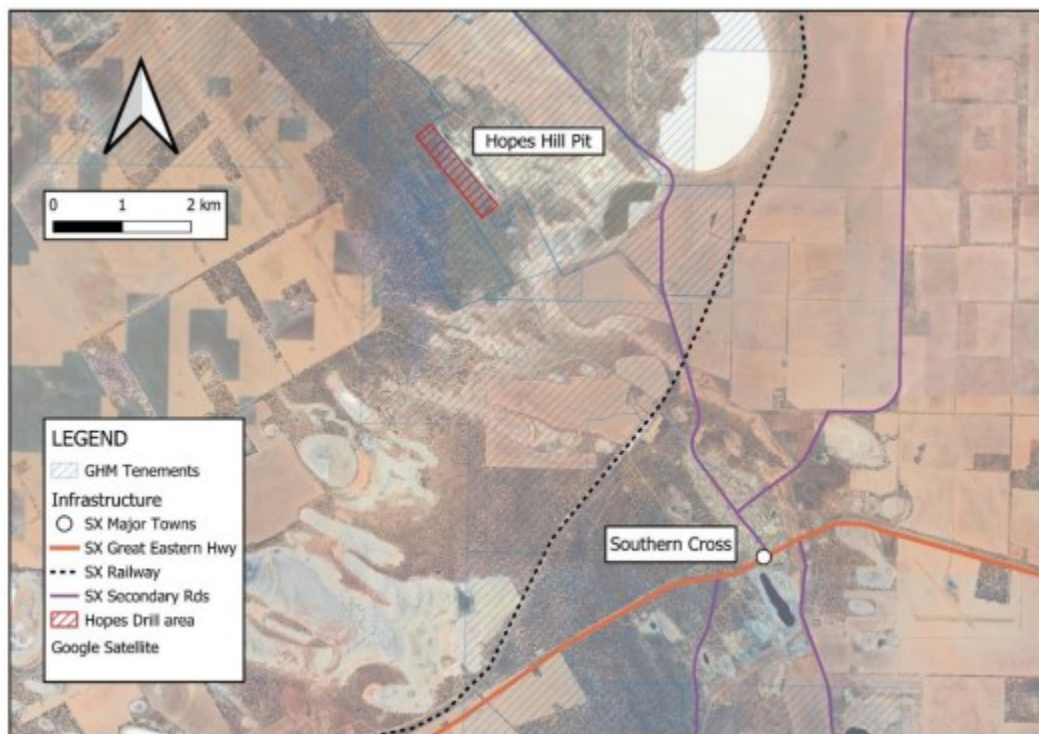 Hopes Hill Pit
0 1 2 km
LEGEND
GHM Tenements
Infrastructure
SX Major Towns
SX Great Eastern Hwy
SX Railway
SX Secondary Rds
Hopes Drill area
Google Satellite
Southern Cross